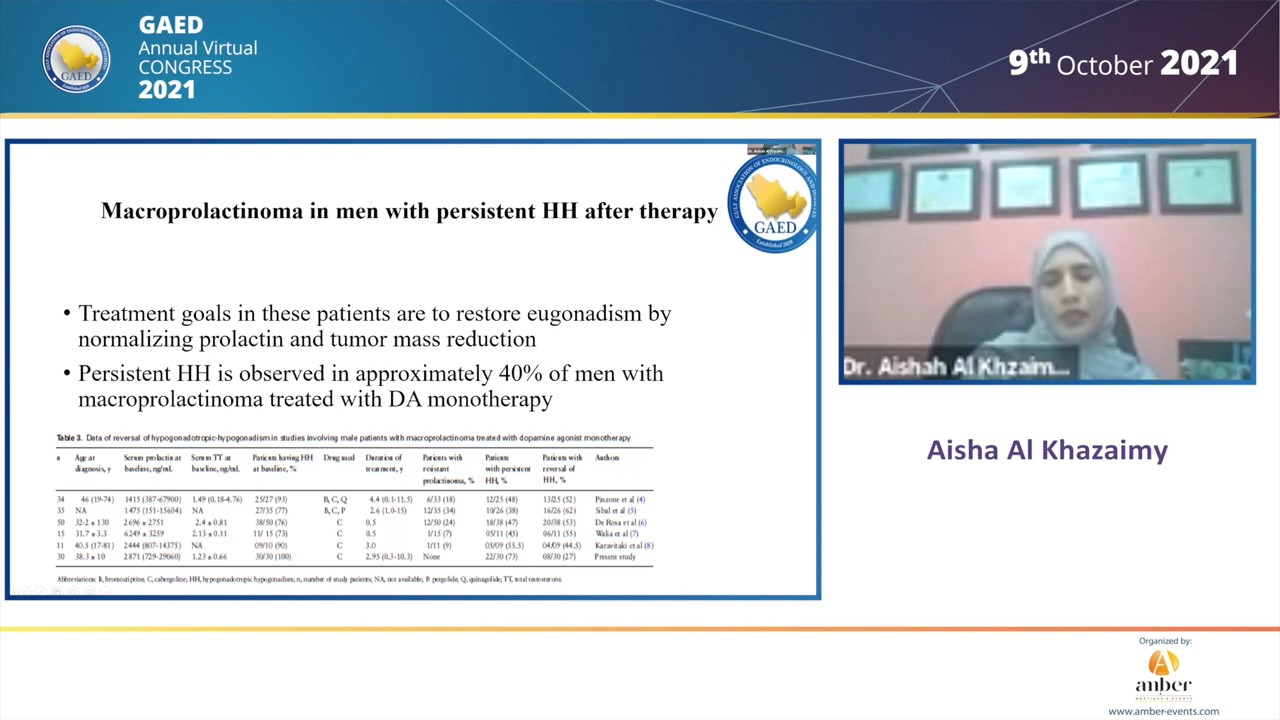 GAED
Annual Virtual
CONGRESS
2021
9th October 2021
GAED
Macroprolactinoma in men with persistent HH after therapy
GULF ASSOCIATION OF ENDOCRINOLOGY AND DIABETES
GAED
Established 2020
• Treatment goals in these patients are to restore eugonadism by
normalizing prolactin and tumor mass reduction
• Persistent HH is observed in approximately 40% of men with
macroprolactinoma treated with DA monotherapy
Table 3. Data of reversal of hypogonadotropic-hypogonadism in studies involving male patients with macroprolactinoma treated with dopamine agonist monotherapy
n Age at diagnosis, y Serum prolactin at baseline, ng/mL Serum TT at baseline, ng/mL Patients having HH at baseline, % Drug used Duration of treatment, y Patients with resistant prolactinoma, % Patients with persistent HH, % Patients with reversal of HH, % Authors
34 46 (19-74) 1415 (387-67900) 1.49 (0.18-4.76) 25/27 (93) B, C, Q 4.4 (0.1-11.5) 6/33 (18) 12/25 (48) 13/25 (52) Pinzone et al (4)
35 NA 1475 (151-15604) NA 27/35 (77) B, C, P 2.6 (1.0-15) 12/35 (34) 10/26 (38) 16/26 (62) Sibal et al (5)
50 32·2 ± 130 2696 ± 2751 2.4 ± 0.81 38/50 (76) C 0.5 12/50 (24) 18/38 (47) 20/38 (53) De Rosa et al (6)
15 31.7 ± 3.3 6249 ± 3259 2.13 ± 0.11 11/ 15 (73) C 0.5 1/15 (7) 05/11 (45) 06/11 (55) Walia et al (7)
11 40.5 (17-81) 2444 (807-14375) NA 09/10 (90) C 3.0 1/11 (9) 05/09 (55.5) 04/09 (44.5) Karavitaki et al (8)
30 38.3 ± 10 2871 (729-29060) 1.23 ± 0.66 30/30 (100) C 2.95 (0.3-10.3) None 22/30 (73) 08/30 (27) Present study
Abbreviations: B, bromocriptine, C, cabergoline; HH, hypogonadotropic hypogonadism; n, number of study patients; NA, not available, P, pergolide, Q, quinagolide, TT, total testosterone.
Dr. Aishah Al Khzaim...
Aisha Al Khazaimy
Organized by:
anber
MEETINGS & EVENTS
www.amber-events.com